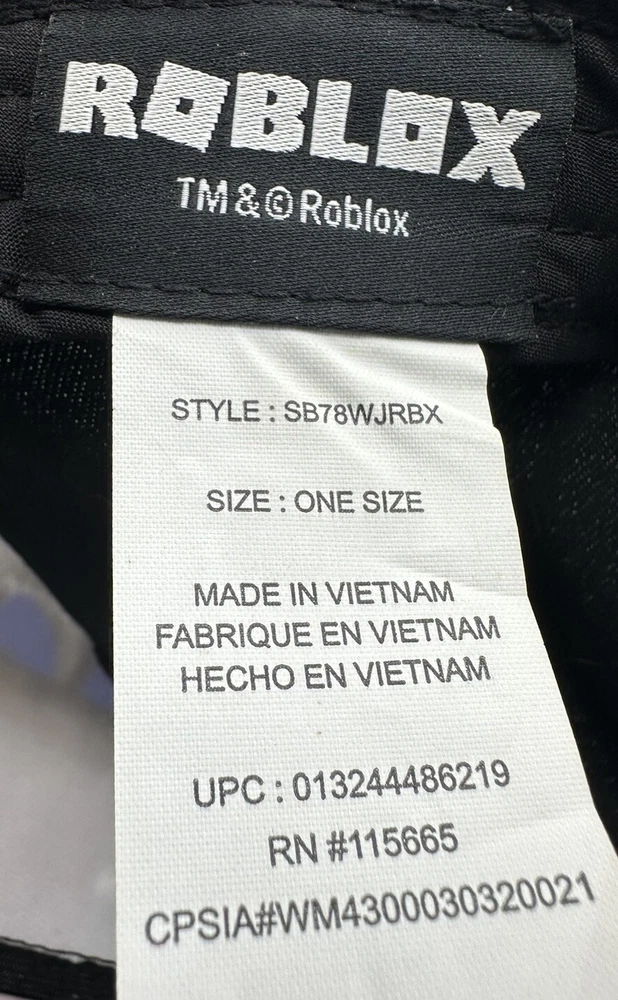 ROBLOX
TM & © Roblox
STYLE : SB78WJRBX
SIZE : ONE SIZE
MADE IN VIETNAM
FABRIQUE EN VIETNAM
HECHO EN VIETNAM
UPC : 013244486219
RN #115665
CPSIA#WM4300030320021